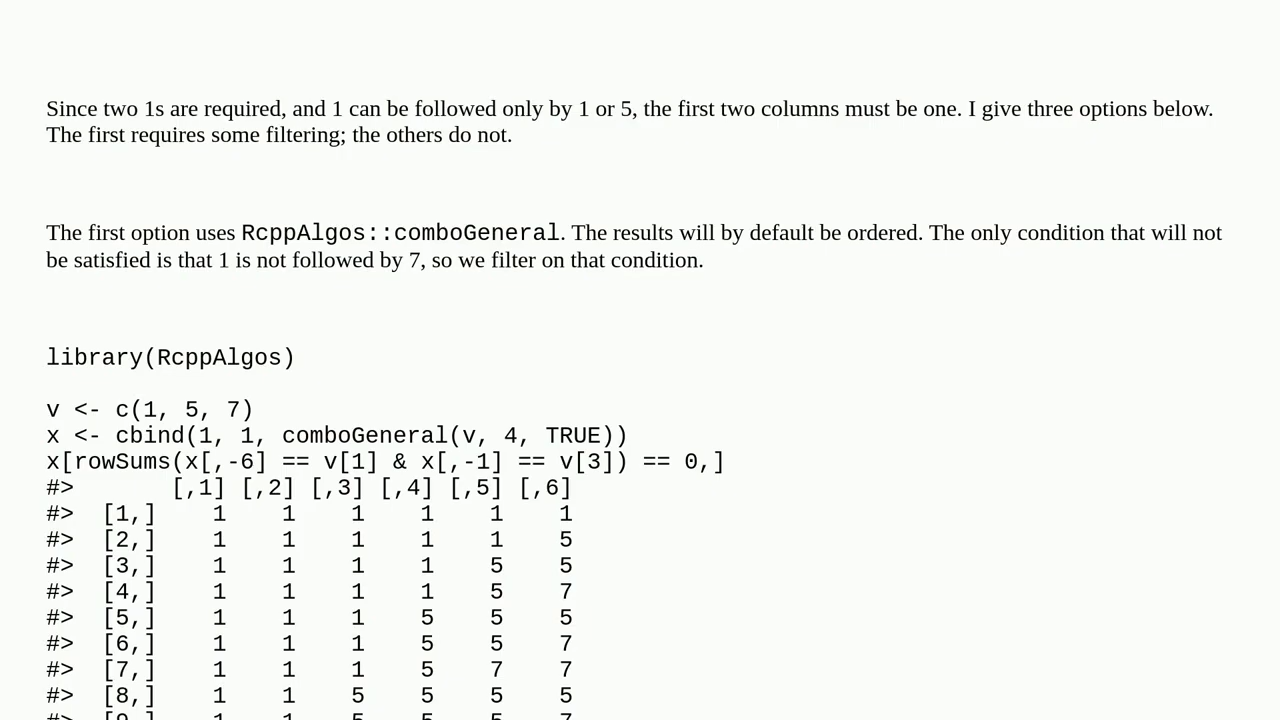 Since two 1s are required, and 1 can be followed only by 1 or 5, the first two columns must be one. I give three options below.
The first requires some filtering; the others do not.
The first option uses RcppAlgos::comboGeneral. The results will by default be ordered. The only condition that will not
be satisfied is that 1 is not followed by 7, so we filter on that condition.
library(RcppAlgos)
v <- c(1, 5, 7)
x <- cbind(1, 1, comboGeneral(v, 4, TRUE))
x[rowSums(x[,-6] == v[1] & x[,-1] == v[3]) == 0,]
#>       [,1] [,2] [,3] [,4] [,5] [,6]
#>  [1,]    1    1    1    1    1    1
#>  [2,]    1    1    1    1    1    5
#>  [3,]    1    1    1    1    5    5
#>  [4,]    1    1    1    1    5    7
#>  [5,]    1    1    1    5    5    5
#>  [6,]    1    1    1    5    5    7
#>  [7,]    1    1    1    5    7    7
#>  [8,]    1    1    5    5    5    5
#>  [9,]    1    1    5    5    5    7